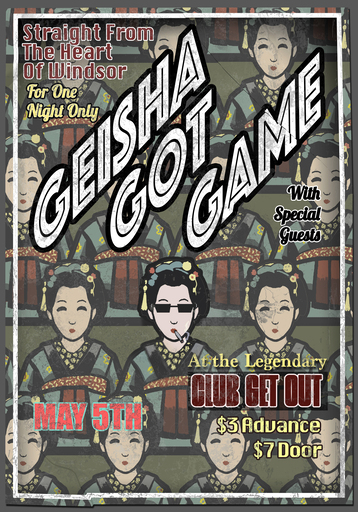 Straight From
The Heart
Of Windsor
For One
Night Only
GEISHA
GOT
GAME
With
Special
Guests
At the Legendary
CLUB GET OUT
MAY 5TH
$3 Advance
$7 Door